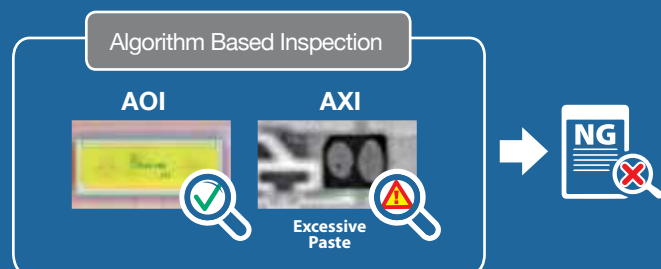 Algorithm Based Inspection
AOI
AXI
NG
Excessive
Paste